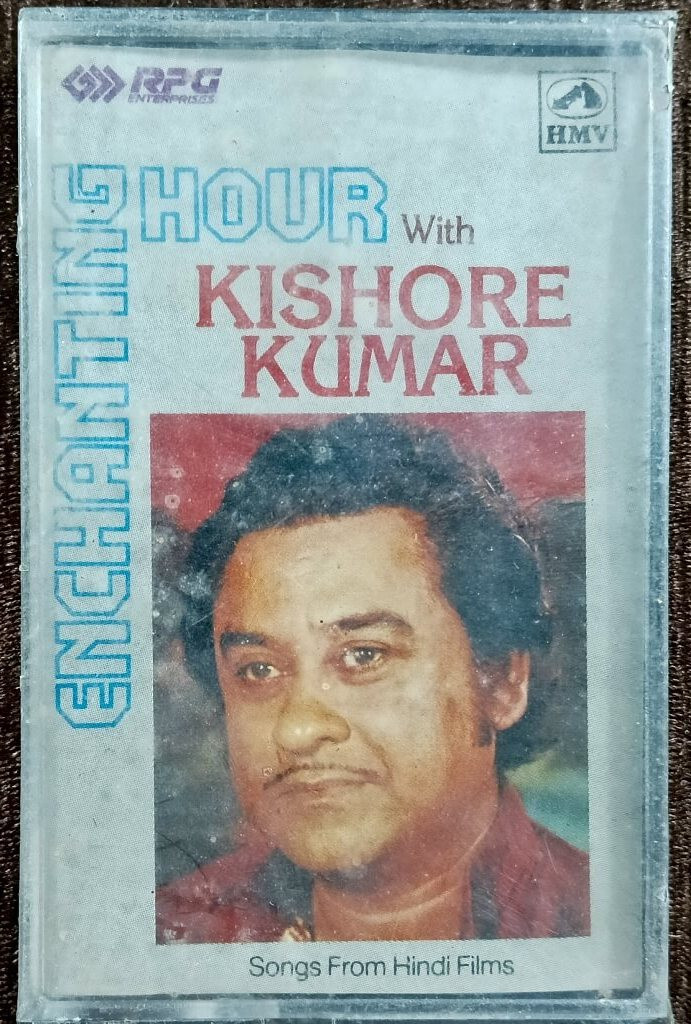 RPG
ENTERPRISES
HMV
ENCHANTING
HOUR With
KISHORE
KUMAR
Songs From Hindi Films